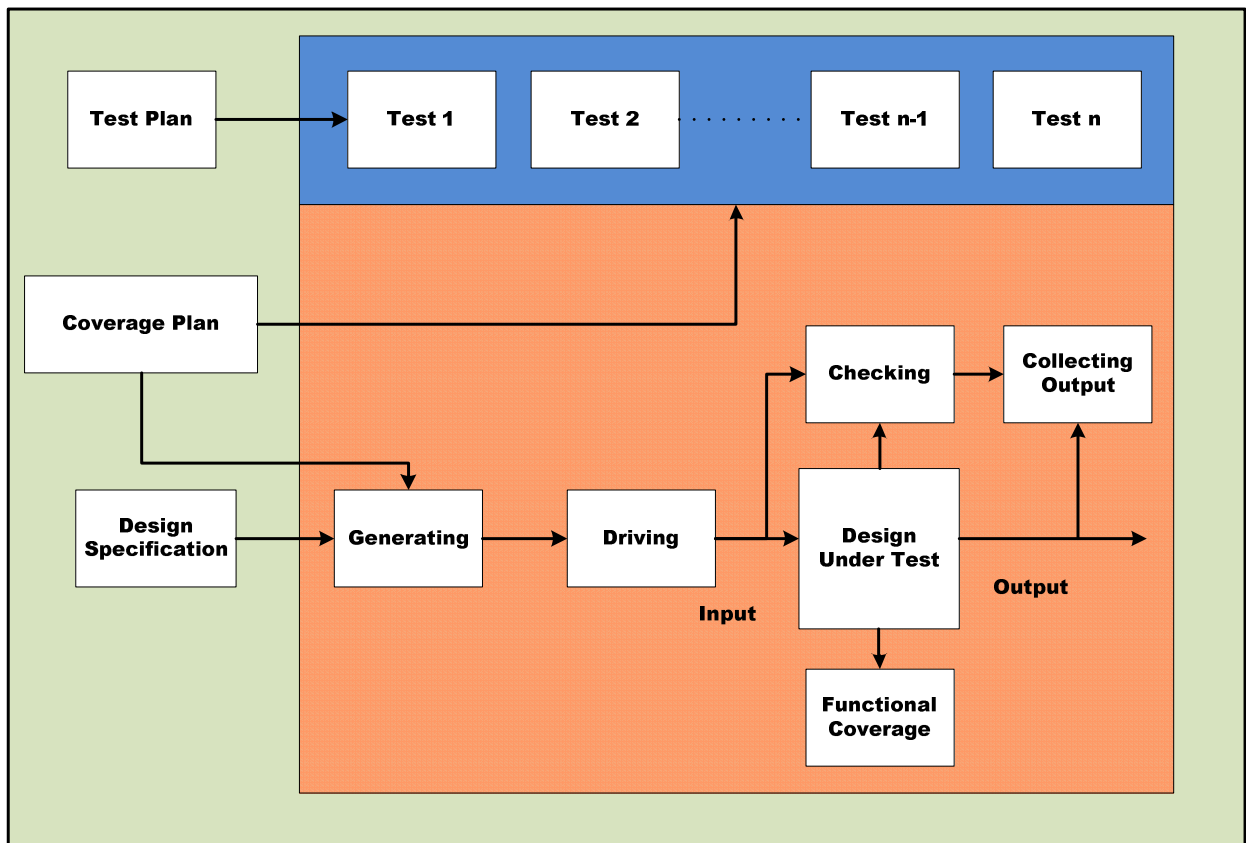 Test Plan
Test 1
Test 2
Test n-1
Test n
Coverage Plan
Checking
Collecting
Output
Design
Specification
Generating
Driving
Design
Under Test
Input
Output
Functional
Coverage